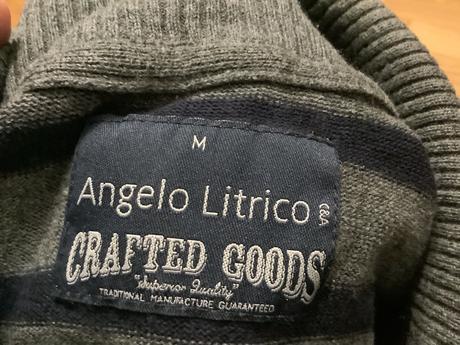 M
Angelo Litrico C&A
CRAFTED GOODS
"Superior Quality"
TRADITIONAL MANUFACTURE GUARANTEED